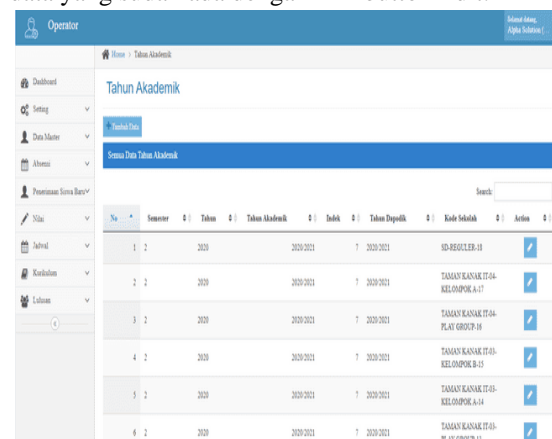 Operator
Selamat datang,
Alpha Solution (...
Home > Tahun Akademik
Dashboard
Setting
Data Master
Absensi
Penerimaan Siswa Baru
Nilai
Jadwal
Kurikulum
Lulusan
Tahun Akademik
+ Tambah Data
Semua Data Tahun Akademik
Search:
No Semester Tahun Tahun Akademik Indek Tahun Dapodik Kode Sekolah Action
1 2 2020 2020/2021 7 2020/2021 SD-REGULER-18
2 2 2020 2020/2021 7 2020/2021 TAMAN KANAK IT-04-
KELOMPOK A-17
3 2 2020 2020/2021 7 2020/2021 TAMAN KANAK IT-04-
PLAY GROUP-16
4 2 2020 2020/2021 7 2020/2021 TAMAN KANAK IT-03-
KELOMPOK B-15
5 2 2020 2020/2021 7 2020/2021 TAMAN KANAK IT-03-
KELOMPOK A-14
6 2 2020 2020/2021 7 2020/2021 TAMAN KANAK IT-03-